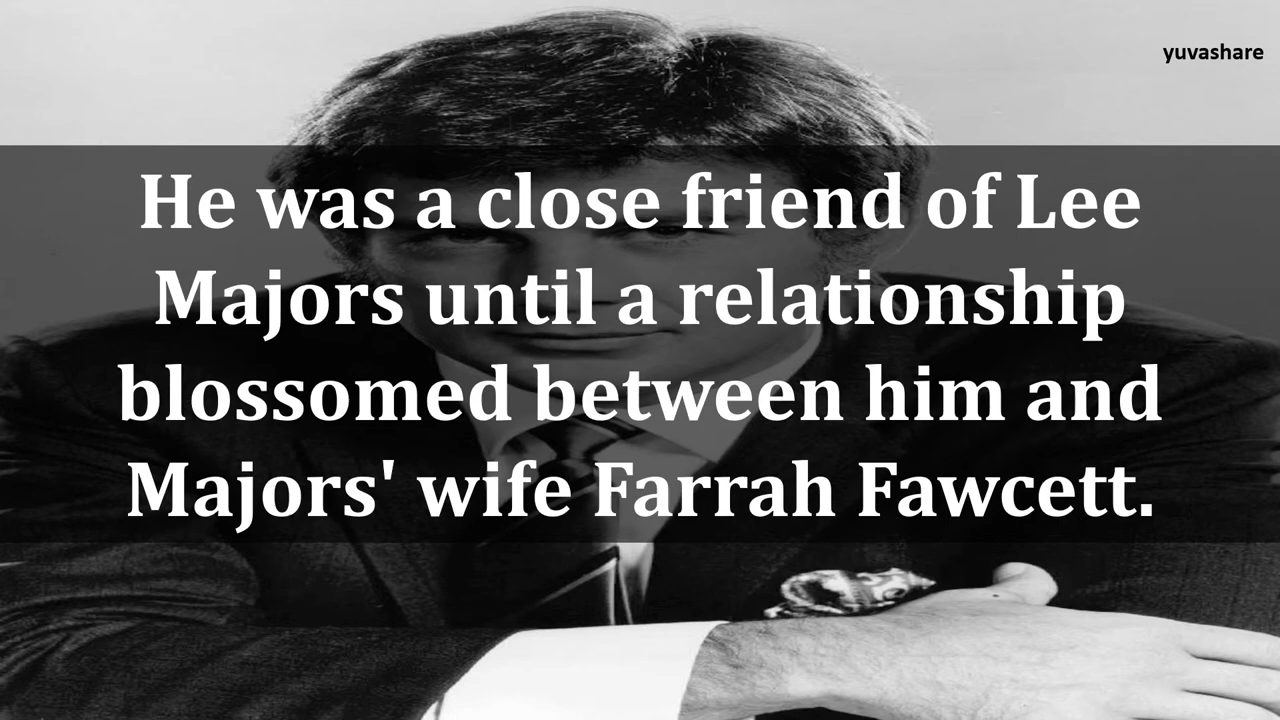 yuvashare
He was a close friend of Lee
Majors until a relationship
blossomed between him and
Majors' wife Farrah Fawcett.